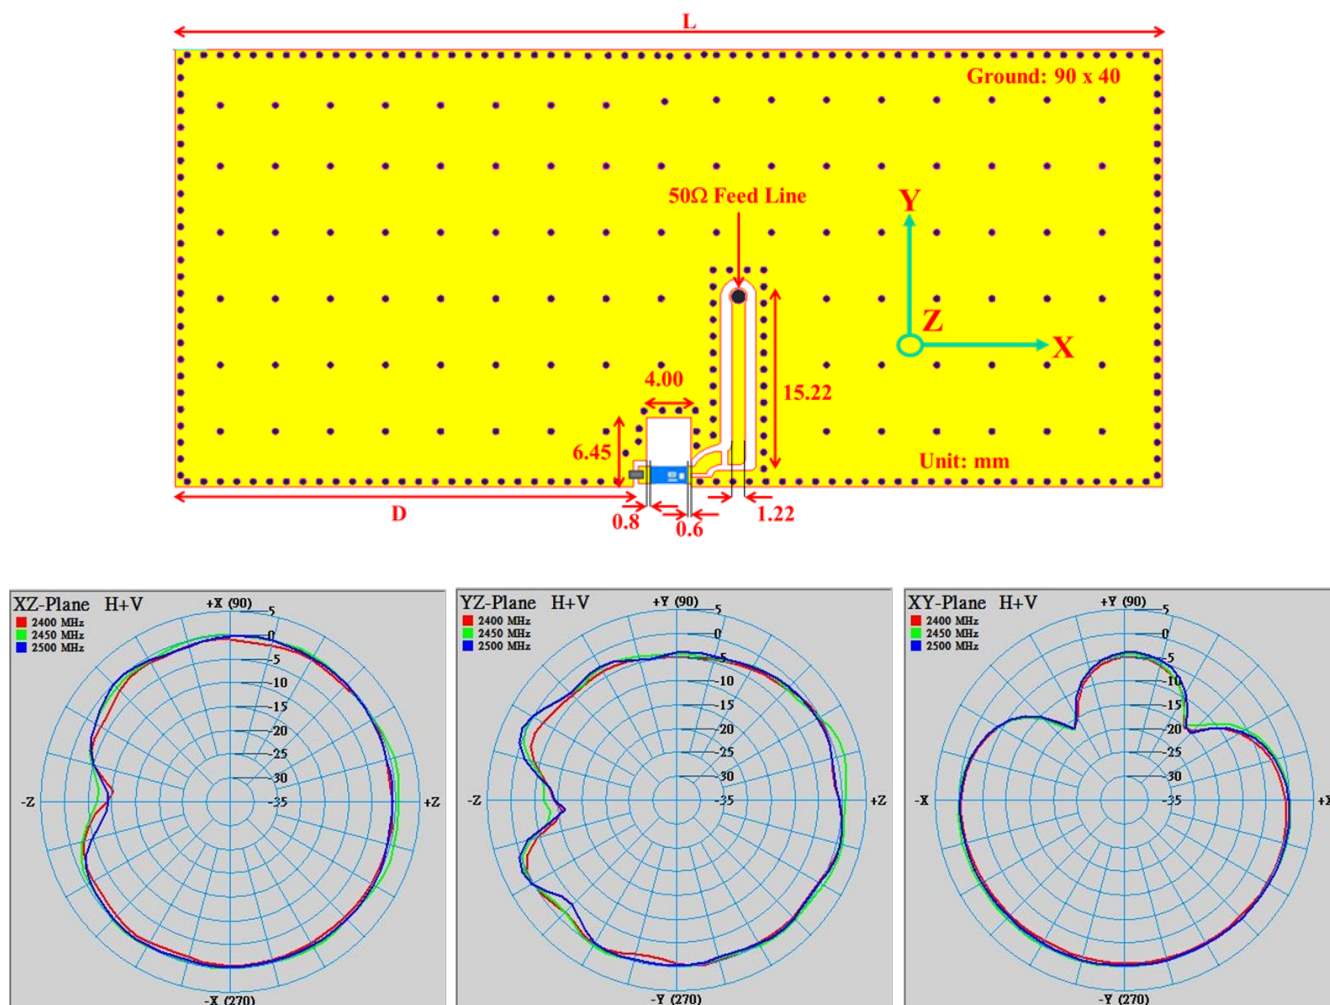 L
Ground: 90 x 40
50Ω Feed Line
Y
Z
X
4.00
15.22
6.45
Unit: mm
D
0.8
0.6
1.22
XZ-Plane H+V
2400 MHz
2450 MHz
2500 MHz
+X (90)
5
0
-5
-10
-15
20
25
30
-35
-Z
+Z
-X (270)
YZ-Plane H+V
2400 MHz
2450 MHz
2500 MHz
+Y (90)
5
0
-5
-10
-15
20
25
30
-35
-Z
+Z
-Y (270)
XY-Plane H+V
2400 MHz
2450 MHz
2500 MHz
+Y (90)
5
0
-5
-10
-15
20
25
30
-35
-X
-Y (270)